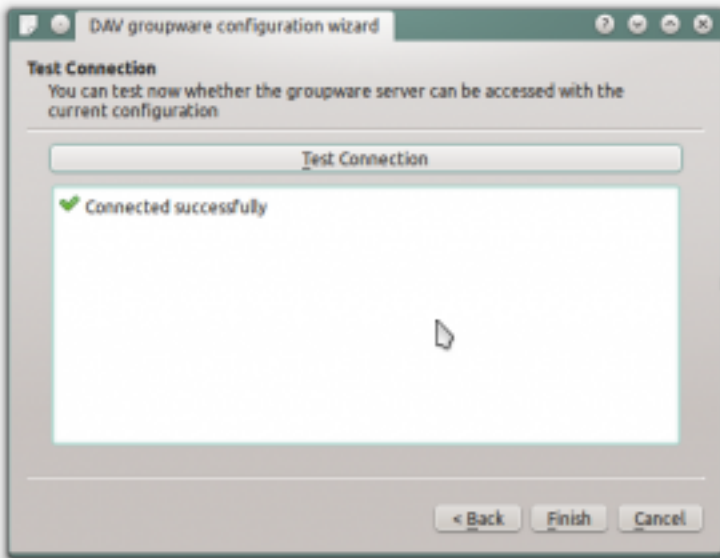 DAV groupware configuration wizard
Test Connection
You can test now whether the groupware server can be accessed with the
current configuration
Test Connection
Connected successfully
< Back
Finish
Cancel